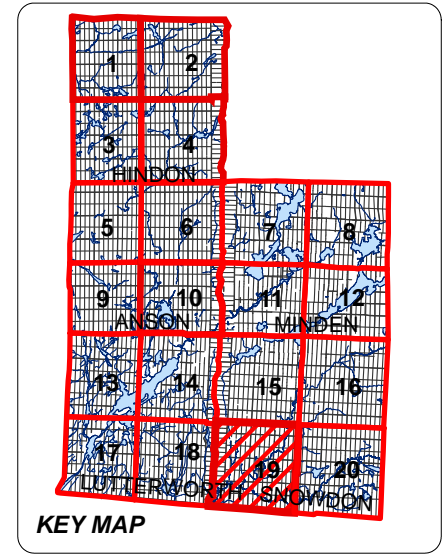 1 2
3 4
HINDON
5 6 7 8
9 10 11 12
ANSON MINDEN
13 14 15 16
17 18 19 20
LUTTERWORTH SNOWDON
KEY MAP